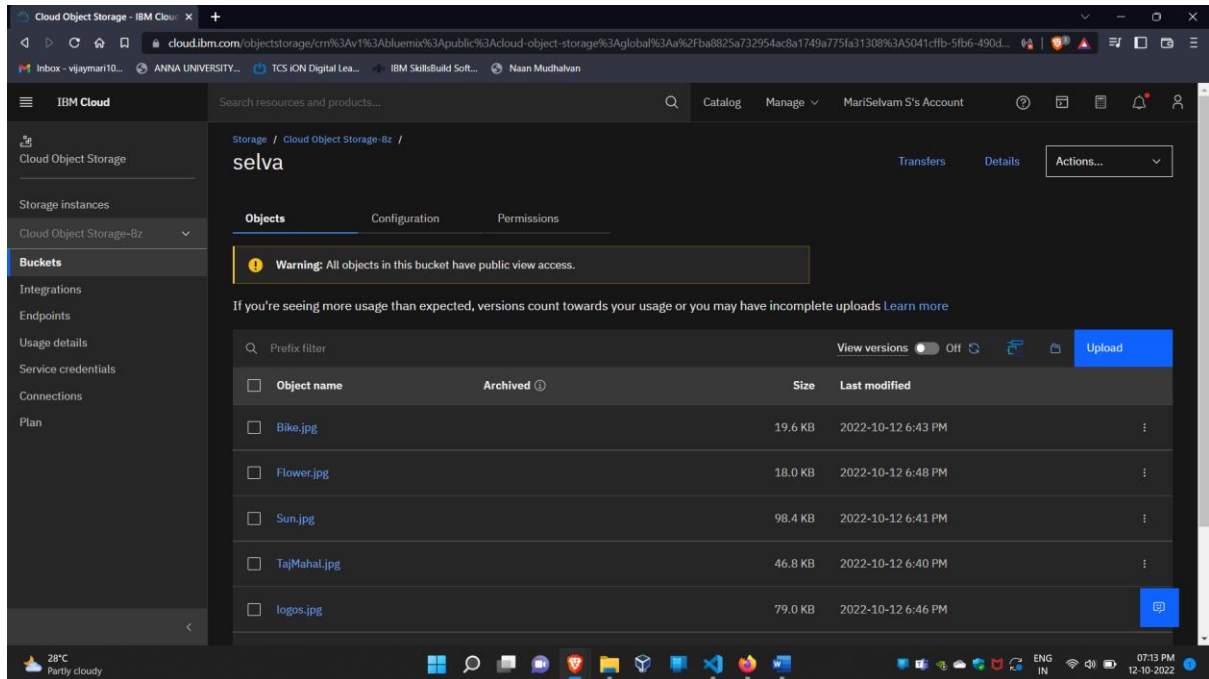 Cloud Object Storage - IBM Clou
cloud.ibm.com/objectstorage/crn%3Av1%3Abluemix%3Apublic%3Acloud-object-storage%3Aglobal%3Aa%2Fba8825a732954ac8a1749a775fa31308%3A5041cffb-5fb6-490d...
Inbox - vijaymari10... ANNA UNIVERSITY... TCS iON Digital Lea... IBM SkillsBuild Soft... Naan Mudhalvan
IBM Cloud Search resources and products... Catalog Manage MariSelvam S's Account
Cloud Object Storage
Storage instances
Cloud Object Storage-8z
Buckets
Integrations
Endpoints
Usage details
Service credentials
Connections
Plan
Storage / Cloud Object Storage-8z /
selva Transfers Details Actions...
Objects Configuration Permissions
Warning: All objects in this bucket have public view access.
If you're seeing more usage than expected, versions count towards your usage or you may have incomplete uploads Learn more
Prefix filter View versions Off Upload
Object name Archived Size Last modified
Bike.jpg 19.6 KB 2022-10-12 6:43 PM
Flower.jpg 18.0 KB 2022-10-12 6:48 PM
Sun.jpg 98.4 KB 2022-10-12 6:41 PM
TajMahal.jpg 46.8 KB 2022-10-12 6:40 PM
logos.jpg 79.0 KB 2022-10-12 6:46 PM
28°C
Partly cloudy
ENG
IN
07:13 PM
12-10-2022